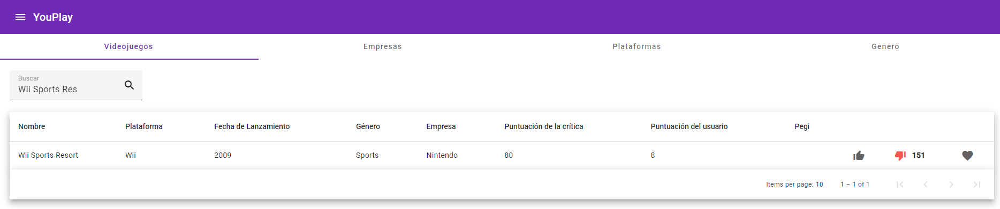 YouPlay
Videojuegos Empresas Plataformas Genero
Buscar
Wii Sports Res
Nombre Plataforma Fecha de Lanzamiento Género Empresa Puntuación de la crítica Puntuación del usuario Pegi
Wii Sports Resort Wii 2009 Sports Nintendo 80 8 151
Items per page: 10 1 – 1 of 1